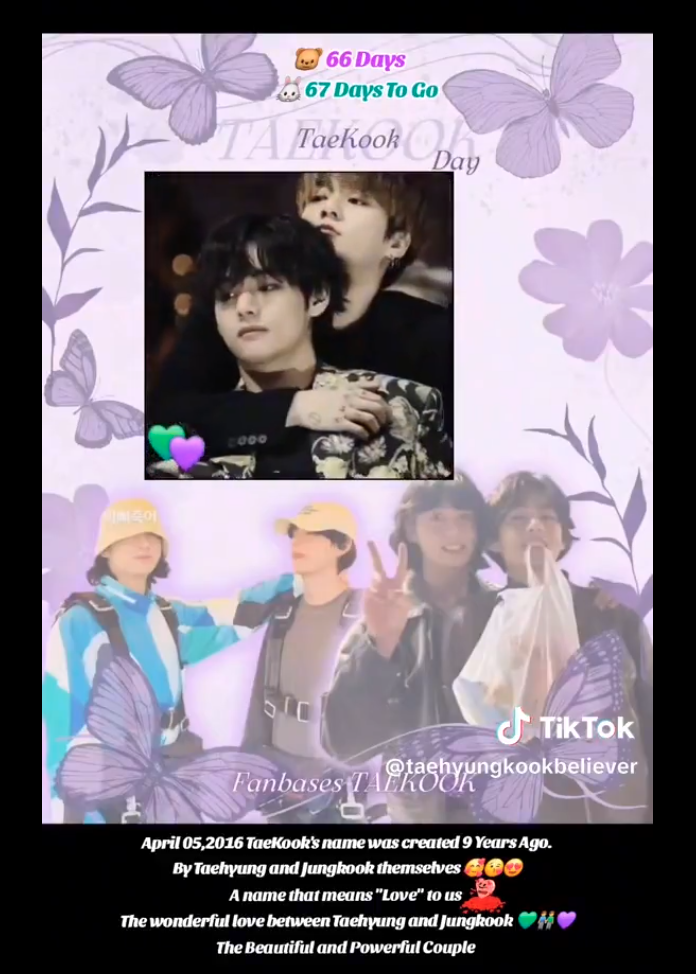 🐻 66 Days
🐰 67 Days To Go
TAEKOOK
TaeKook
Day
TikTok
@taehyungkookbeliever
Fanbases TAEKOOK
April 05,2016 TaeKook's name was created 9 Years Ago.
By Taehyung and Jungkook themselves 🥰😘😍
A name that means "Love" to us
The wonderful love between Taehyung and Jungkook 💚👬💜
The Beautiful and Powerful Couple